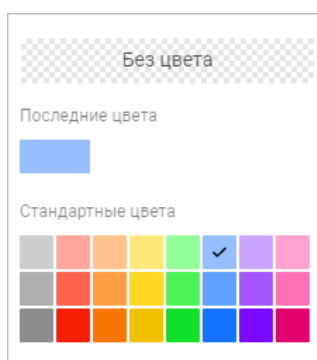 Без цвета
Последние цвета
Стандартные цвета